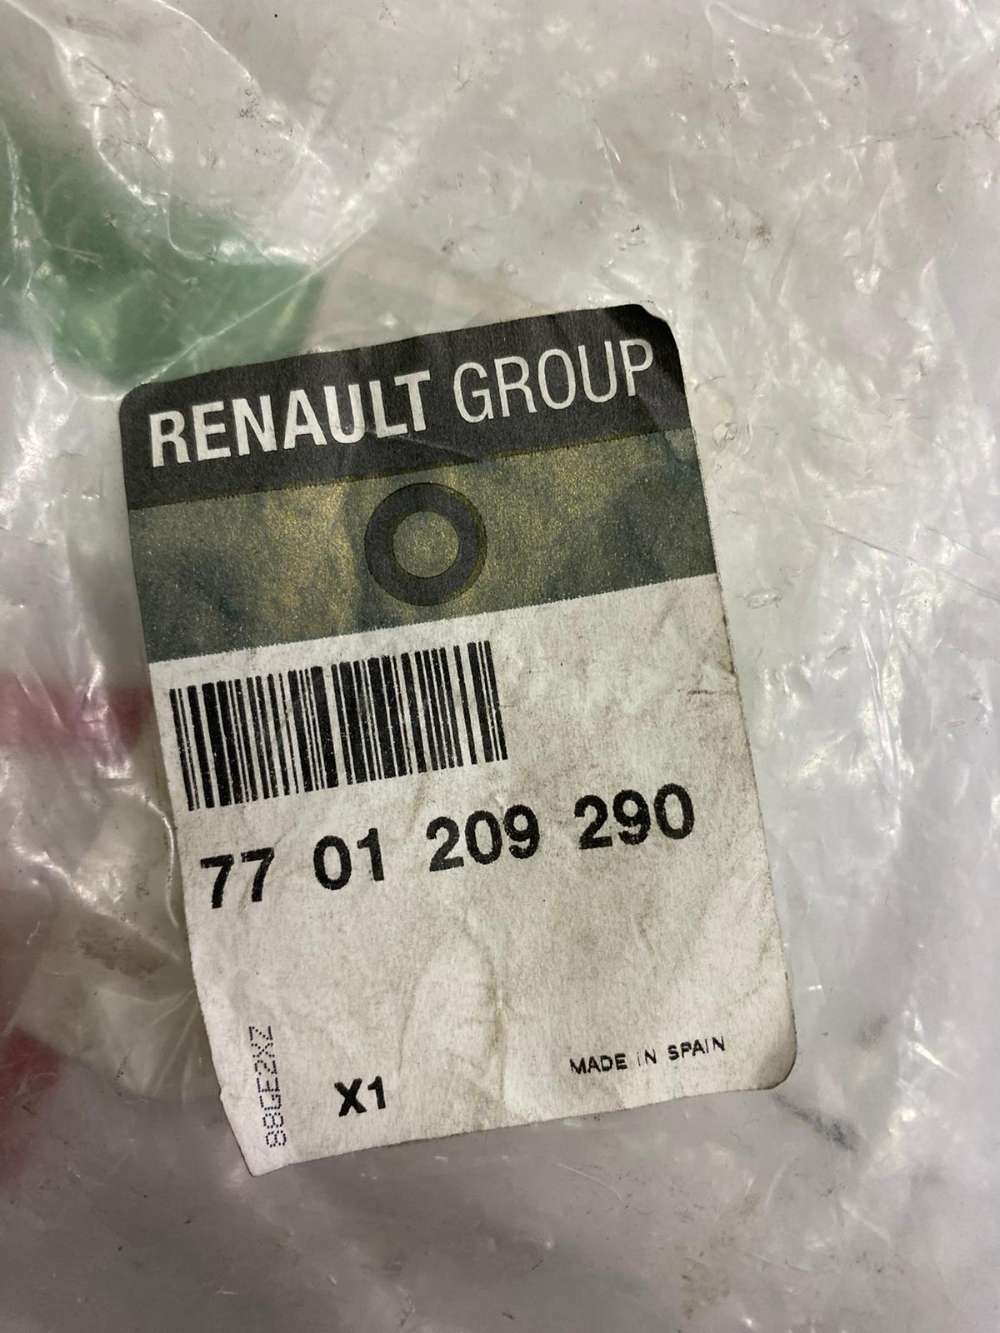 RENAULT GROUP
77 01 209 290
88GE2XZ
X1
MADE IN SPAIN